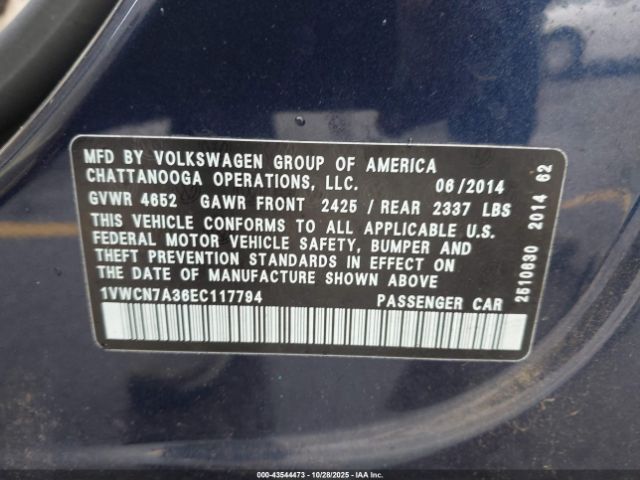 MFD BY VOLKSWAGEN GROUP OF AMERICA
CHATTANOOGA OPERATIONS, LLC. 06/2014
GVWR 4652 GAWR FRONT 2425 / REAR 2337 LBS
THIS VEHICLE CONFORMS TO ALL APPLICABLE U.S.
FEDERAL MOTOR VEHICLE SAFETY, BUMPER AND
THEFT PREVENTION STANDARDS IN EFFECT ON
THE DATE OF MANUFACTURE SHOWN ABOVE
1VWCN7A36EC117794 PASSENGER CAR
2510630 2014 62
000-43544473 10/28/2025 IAA Inc.